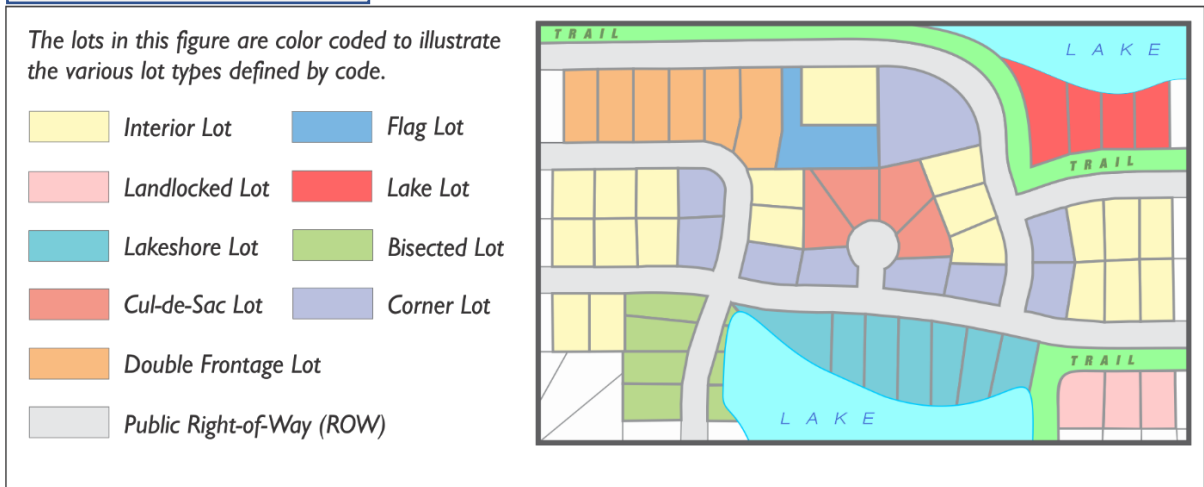 The lots in this figure are color coded to illustrate
the various lot types defined by code.
Interior Lot
Flag Lot
Landlocked Lot
Lake Lot
Lakeshore Lot
Bisected Lot
Cul-de-Sac Lot
Corner Lot
Double Frontage Lot
Public Right-of-Way (ROW)
TRAIL
LAKE
TRAIL
TRAIL
LAKE